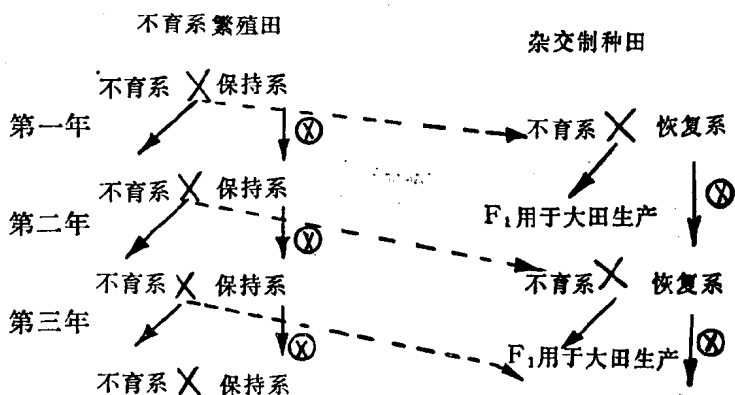 不育系繁殖田
杂交制种田
不育系 X 保持系
第一年
Ⓧ
不育系 X 恢复系
不育系 X 保持系
Ⓧ
F₁用于大田生产
第二年
Ⓧ
不育系 X 保持系
不育系 X 恢复系
第三年
Ⓧ
F₁用于大田生产
Ⓧ
不育系 X 保持系